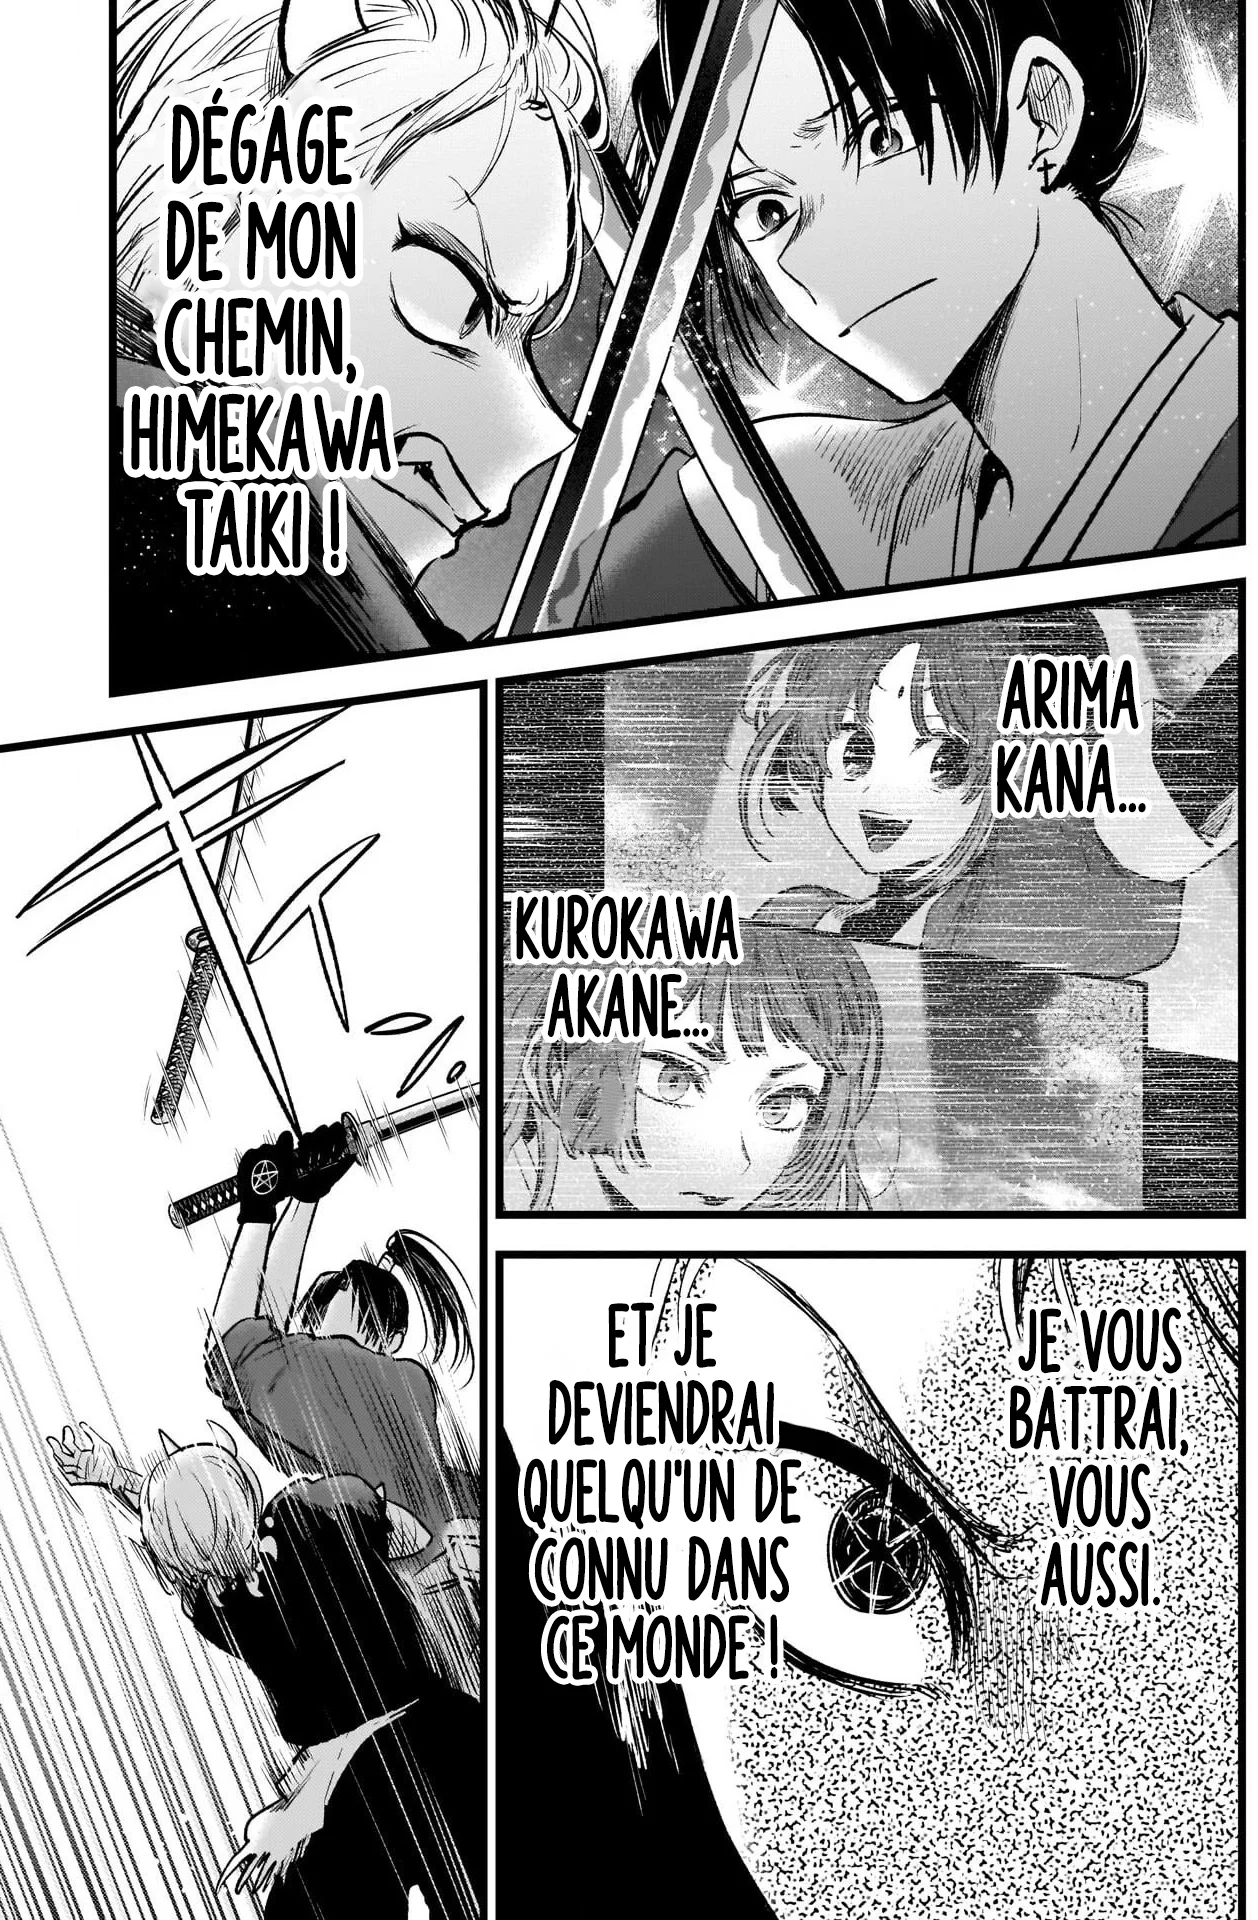 DÉGAGE
DE MON
CHEMIN,
HIMEKAWA
TAIKI !
ARIMA
KANA...
KUROKAWA
AKANE...
JE VOUS
BATTRAI,
VOUS
AUSSI.
ET JE
DEVIENDRAI
QUELQU'UN DE
CONNU DANS
CE MONDE !